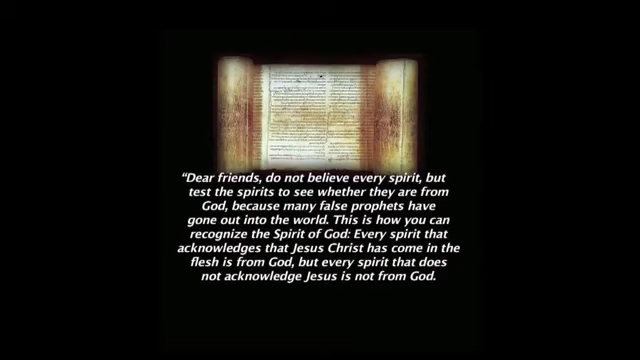 “Dear friends, do not believe every spirit, but
test the spirits to see whether they are from
God, because many false prophets have
gone out into the world. This is how you can
recognize the Spirit of God: Every spirit that
acknowledges that Jesus Christ has come in the
flesh is from God, but every spirit that does
not acknowledge Jesus is not from God.